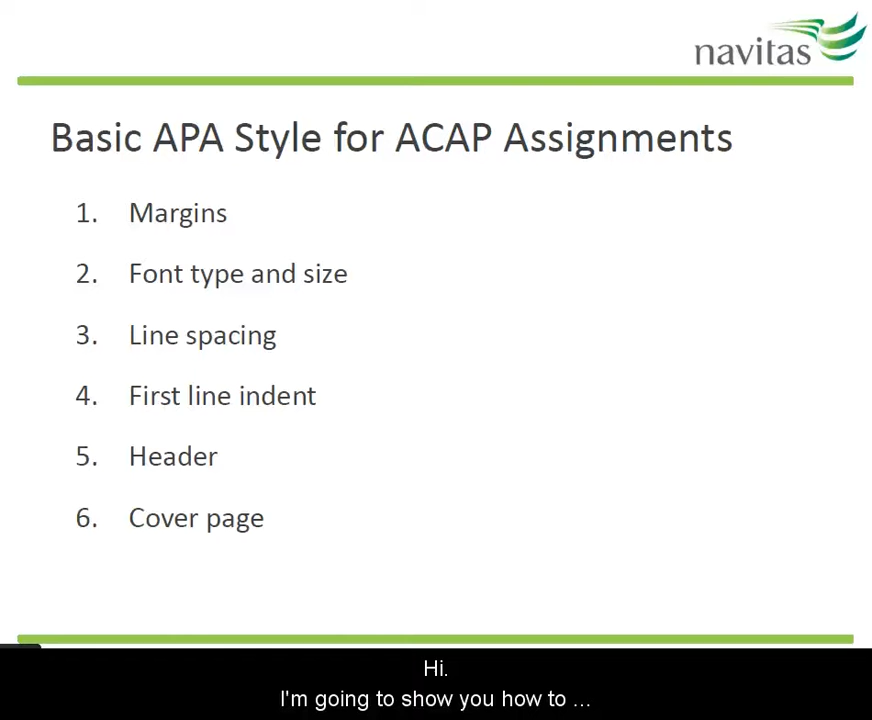 navitas
Basic APA Style for ACAP Assignments
1. Margins
2. Font type and size
3. Line spacing
4. First line indent
5. Header
6. Cover page
Hi.
I'm going to show you how to ...